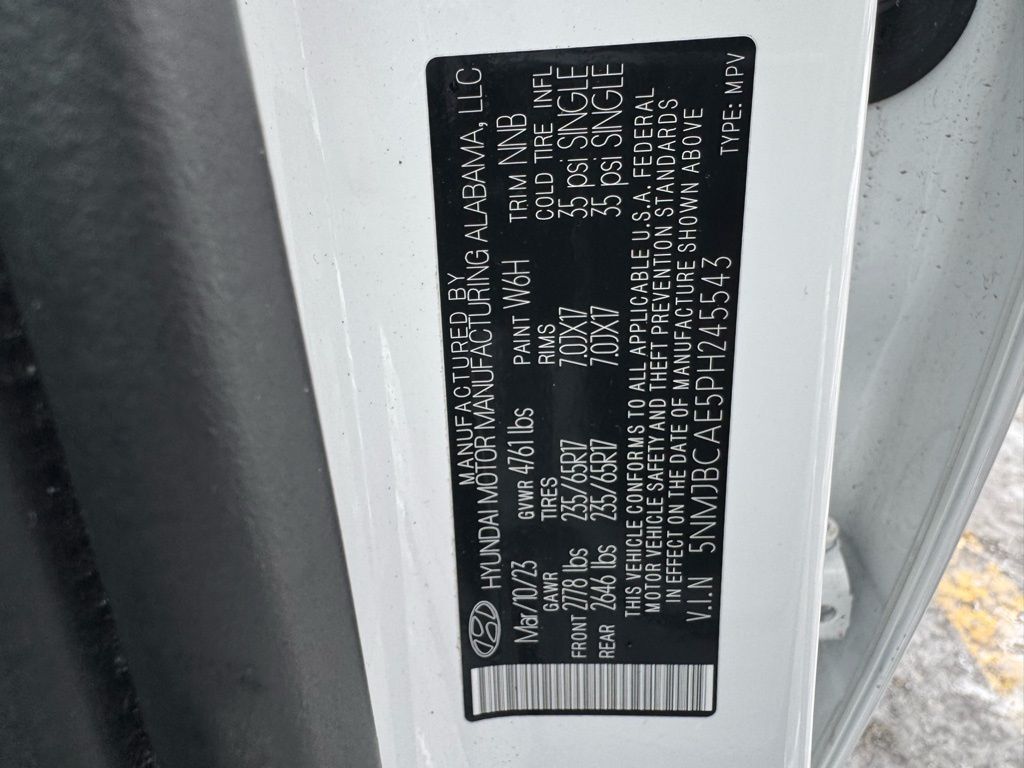 MANUFACTURED BY
HYUNDAI MOTOR MANUFACTURING ALABAMA, LLC
Mar/10/23 GVWR 4761 lbs PAINT W6H TRIM NNB
GAWR TIRES RIMS COLD TIRE INFL
FRONT 2778 lbs 235/65R17 7.0JX17 35 psi SINGLE
REAR 2646 lbs 235/65R17 7.0JX17 35 psi SINGLE
THIS VEHICLE CONFORMS TO ALL APPLICABLE U.S.A. FEDERAL
MOTOR VEHICLE SAFETY AND THEFT PREVENTION STANDARDS
IN EFFECT ON THE DATE OF MANUFACTURE SHOWN ABOVE
V.I.N 5NMJBCAE5PH245543 TYPE: MPV